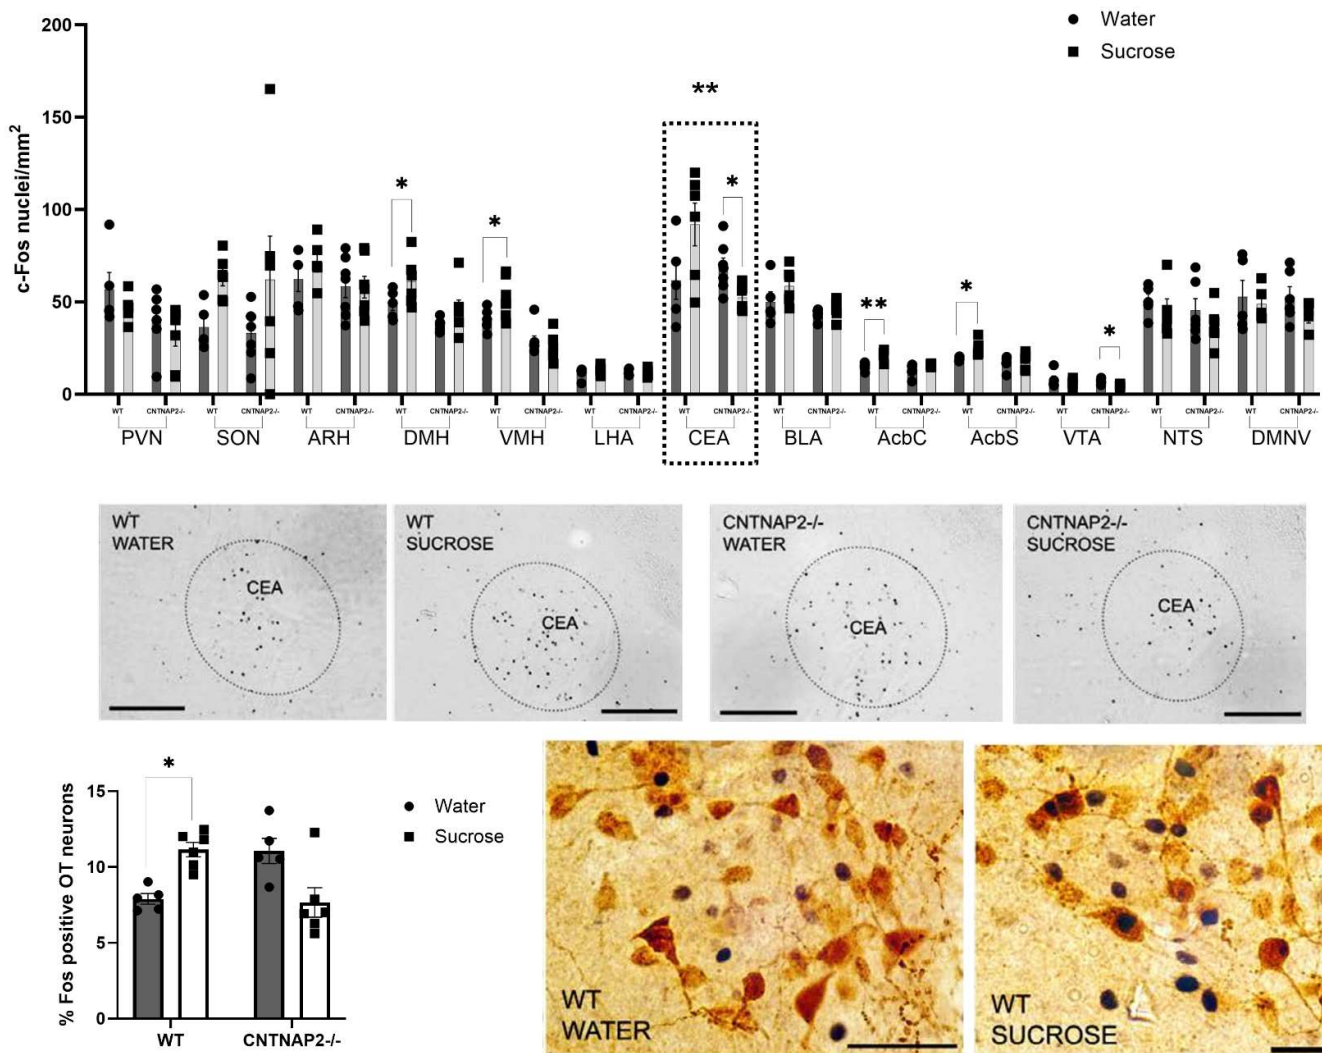 Water
Sucrose
c-Fos nuclei/mm²
200
150
100
50
0
**
*
*
*
**
*
*
WT
CNTNAP2-/-
WT
CNTNAP2-/-
WT
CNTNAP2-/-
WT
CNTNAP2-/-
WT
CNTNAP2-/-
WT
CNTNAP2-/-
WT
CNTNAP2-/-
WT
CNTNAP2-/-
WT
CNTNAP2-/-
WT
CNTNAP2-/-
WT
CNTNAP2-/-
WT
CNTNAP2-/-
WT
CNTNAP2-/-
PVN SON ARH DMH VMH LHA CEA BLA AcbC AcbS VTA NTS DMNV
WT
WATER
CEA
WT
SUCROSE
CEA
CNTNAP2-/-
WATER
CEA
CNTNAP2-/-
SUCROSE
CEA
% Fos positive OT neurons
15
10
5
0
*
WT
CNTNAP2-/-
Water
Sucrose
WT
WATER
WT
SUCROSE